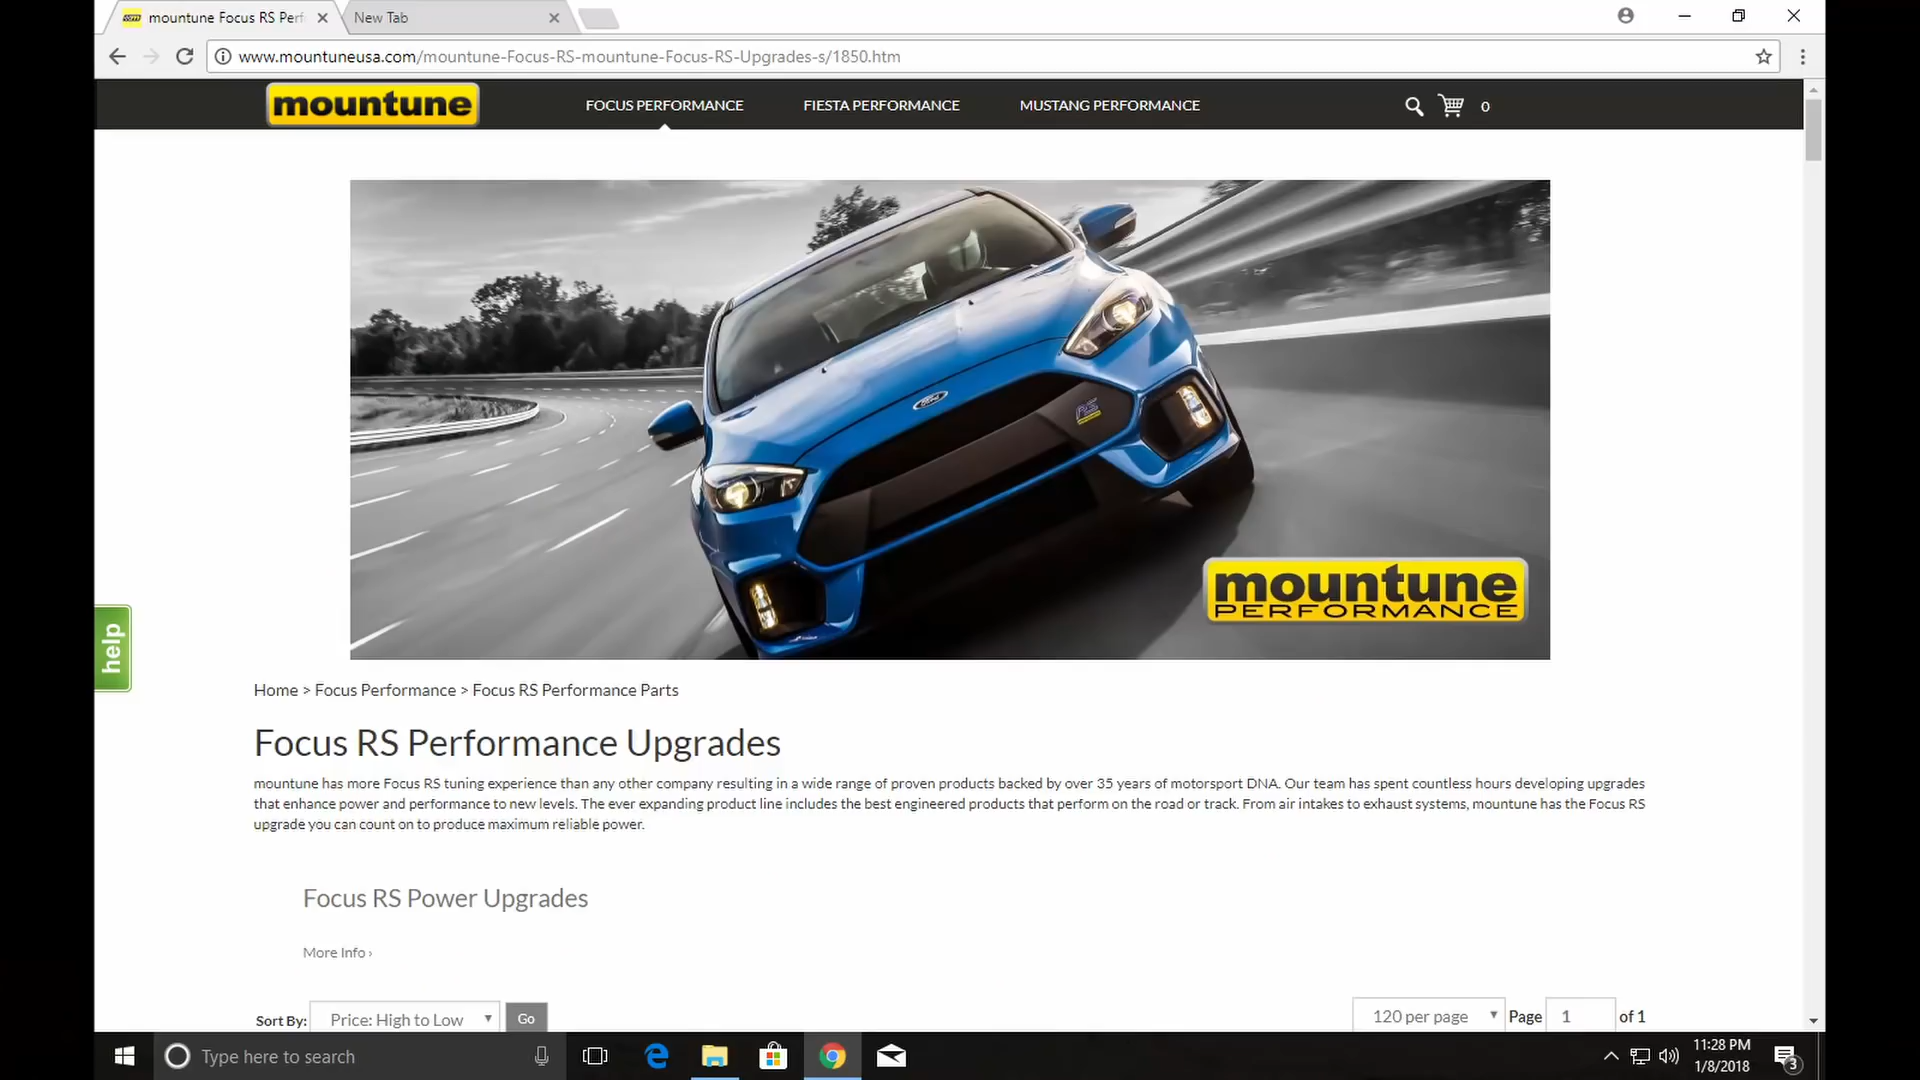 mountune Focus RS Perf
New Tab
www.mountuneusa.com/mountune-Focus-RS-mountune-Focus-RS-Upgrades-s/1850.htm
mountune
FOCUS PERFORMANCE
FIESTA PERFORMANCE
MUSTANG PERFORMANCE
0
Ford
RS
mountune
PERFORMANCE
help
Home > Focus Performance > Focus RS Performance Parts
Focus RS Performance Upgrades
mountune has more Focus RS tuning experience than any other company resulting in a wide range of proven products backed by over 35 years of motorsport DNA. Our team has spent countless hours developing upgrades
that enhance power and performance to new levels. The ever expanding product line includes the best engineered products that perform on the road or track. From air intakes to exhaust systems, mountune has the Focus RS
upgrade you can count on to produce maximum reliable power.
Focus RS Power Upgrades
More Info ›
Sort By: Price: High to Low Go
120 per page Page 1 of 1
Type here to search
11:28 PM
1/8/2018
3